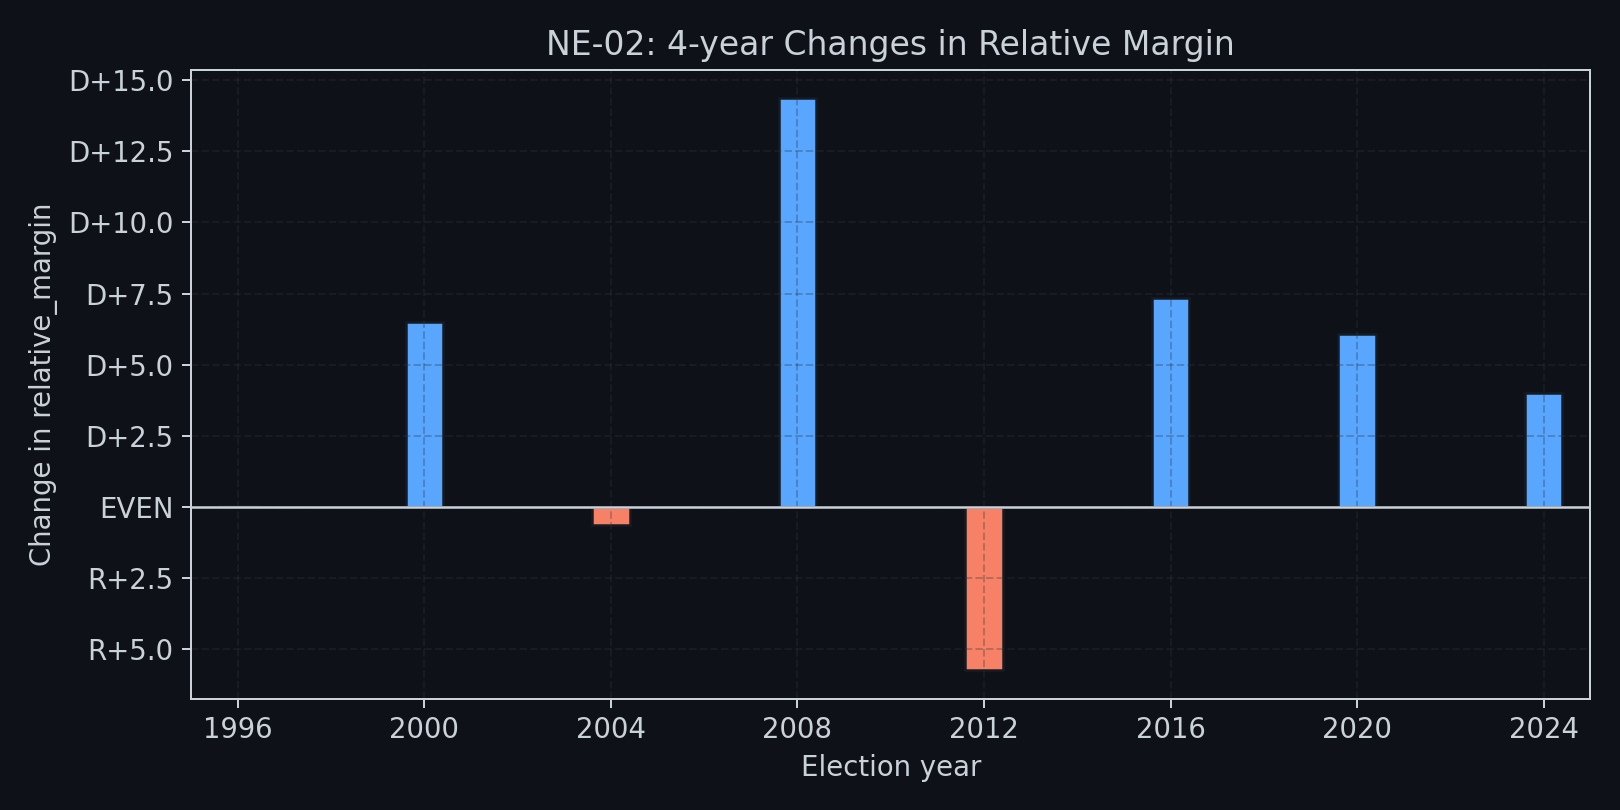 NE-02: 4-year Changes in Relative Margin
Change in relative_margin
D+15.0
D+12.5
D+10.0
D+7.5
D+5.0
D+2.5
EVEN
R+2.5
R+5.0
1996 2000 2004 2008 2012 2016 2020 2024
Election year